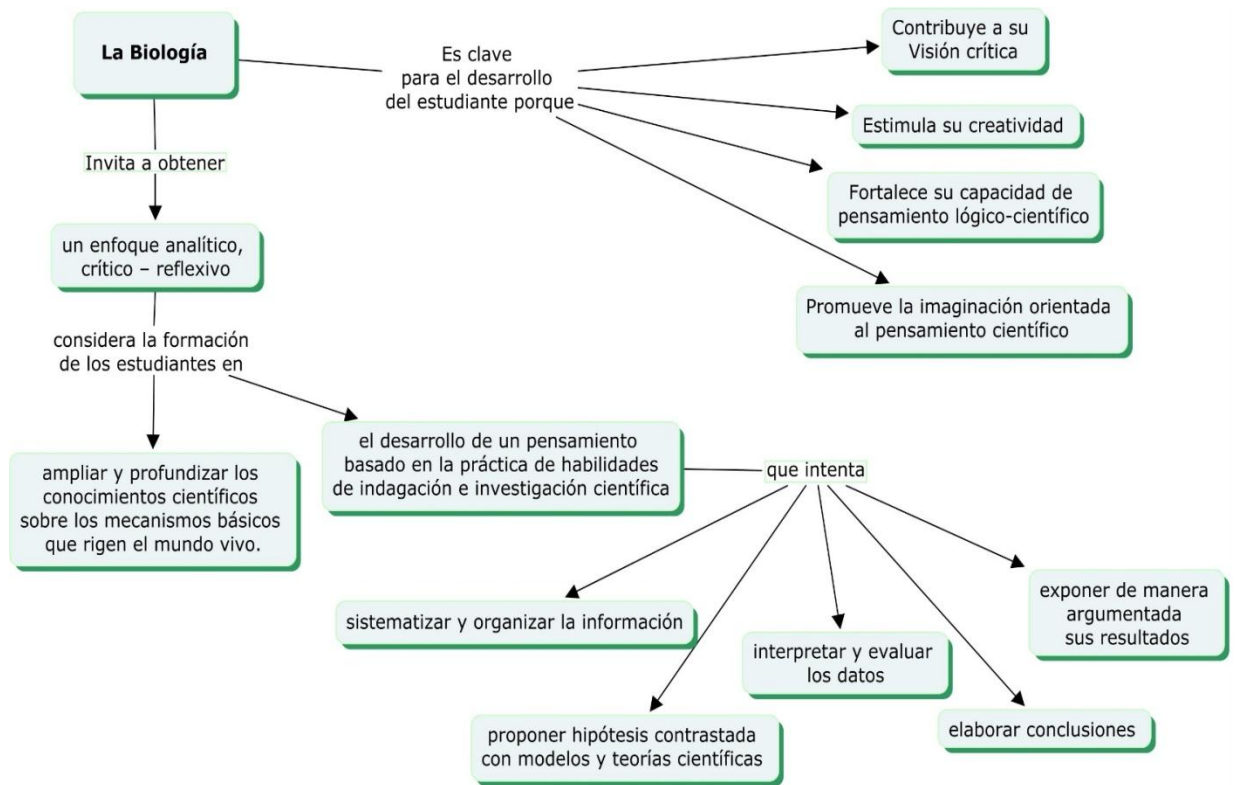 La Biología
Es clave
para el desarrollo
del estudiante porque
Contribuye a su
Visión crítica
Estimula su creatividad
Fortalece su capacidad de
pensamiento lógico-científico
Promueve la imaginación orientada
al pensamiento científico
Invita a obtener
un enfoque analítico,
crítico – reflexivo
considera la formación
de los estudiantes en
ampliar y profundizar los
conocimientos científicos
sobre los mecanismos básicos
que rigen el mundo vivo.
el desarrollo de un pensamiento
basado en la práctica de habilidades
de indagación e investigación científica
que intenta
sistematizar y organizar la información
proponer hipótesis contrastada
con modelos y teorías científicas
interpretar y evaluar
los datos
elaborar conclusiones
exponer de manera
argumentada
sus resultados